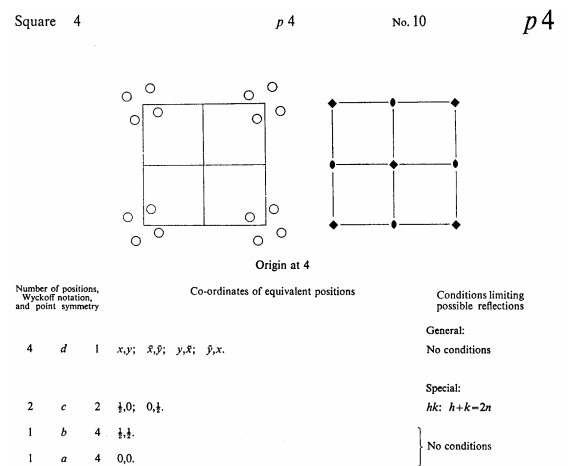 Square 4 p 4 No. 10 p4
Origin at 4
Number of positions, Wyckoff notation, and point symmetry
Co-ordinates of equivalent positions
Conditions limiting possible reflections
General:
4 d 1 x,y; x̄,ȳ; y,x̄; ȳ,x. No conditions
Special:
2 c 2 ½,0; 0,½. hk: h+k=2n
1 b 4 ½,½.
No conditions
1 a 4 0,0.